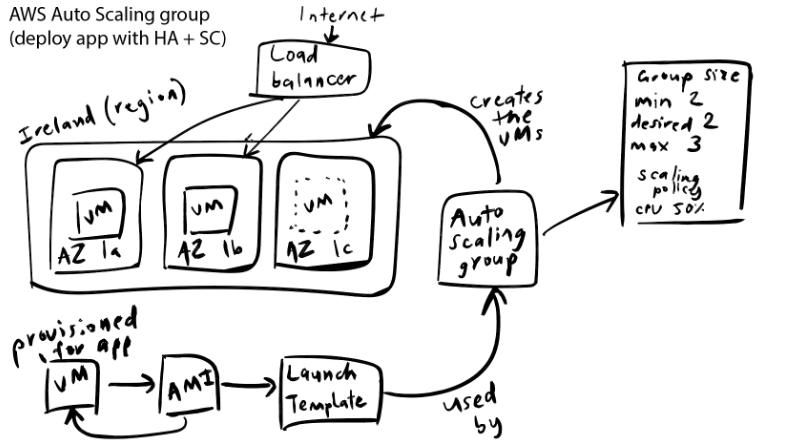 AWS Auto Scaling group
(deploy app with HA + SC)
Internet
Load
balancer
Ireland (region)
VM
AZ 1a
VM
AZ 1b
VM
AZ 1c
creates
the
VMs
Auto
scaling
group
Group size
min 2
desired 2
max 3
scaling
policy
CPU 50%
provisioned
for app
VM
AMI
Launch
Template
used
by